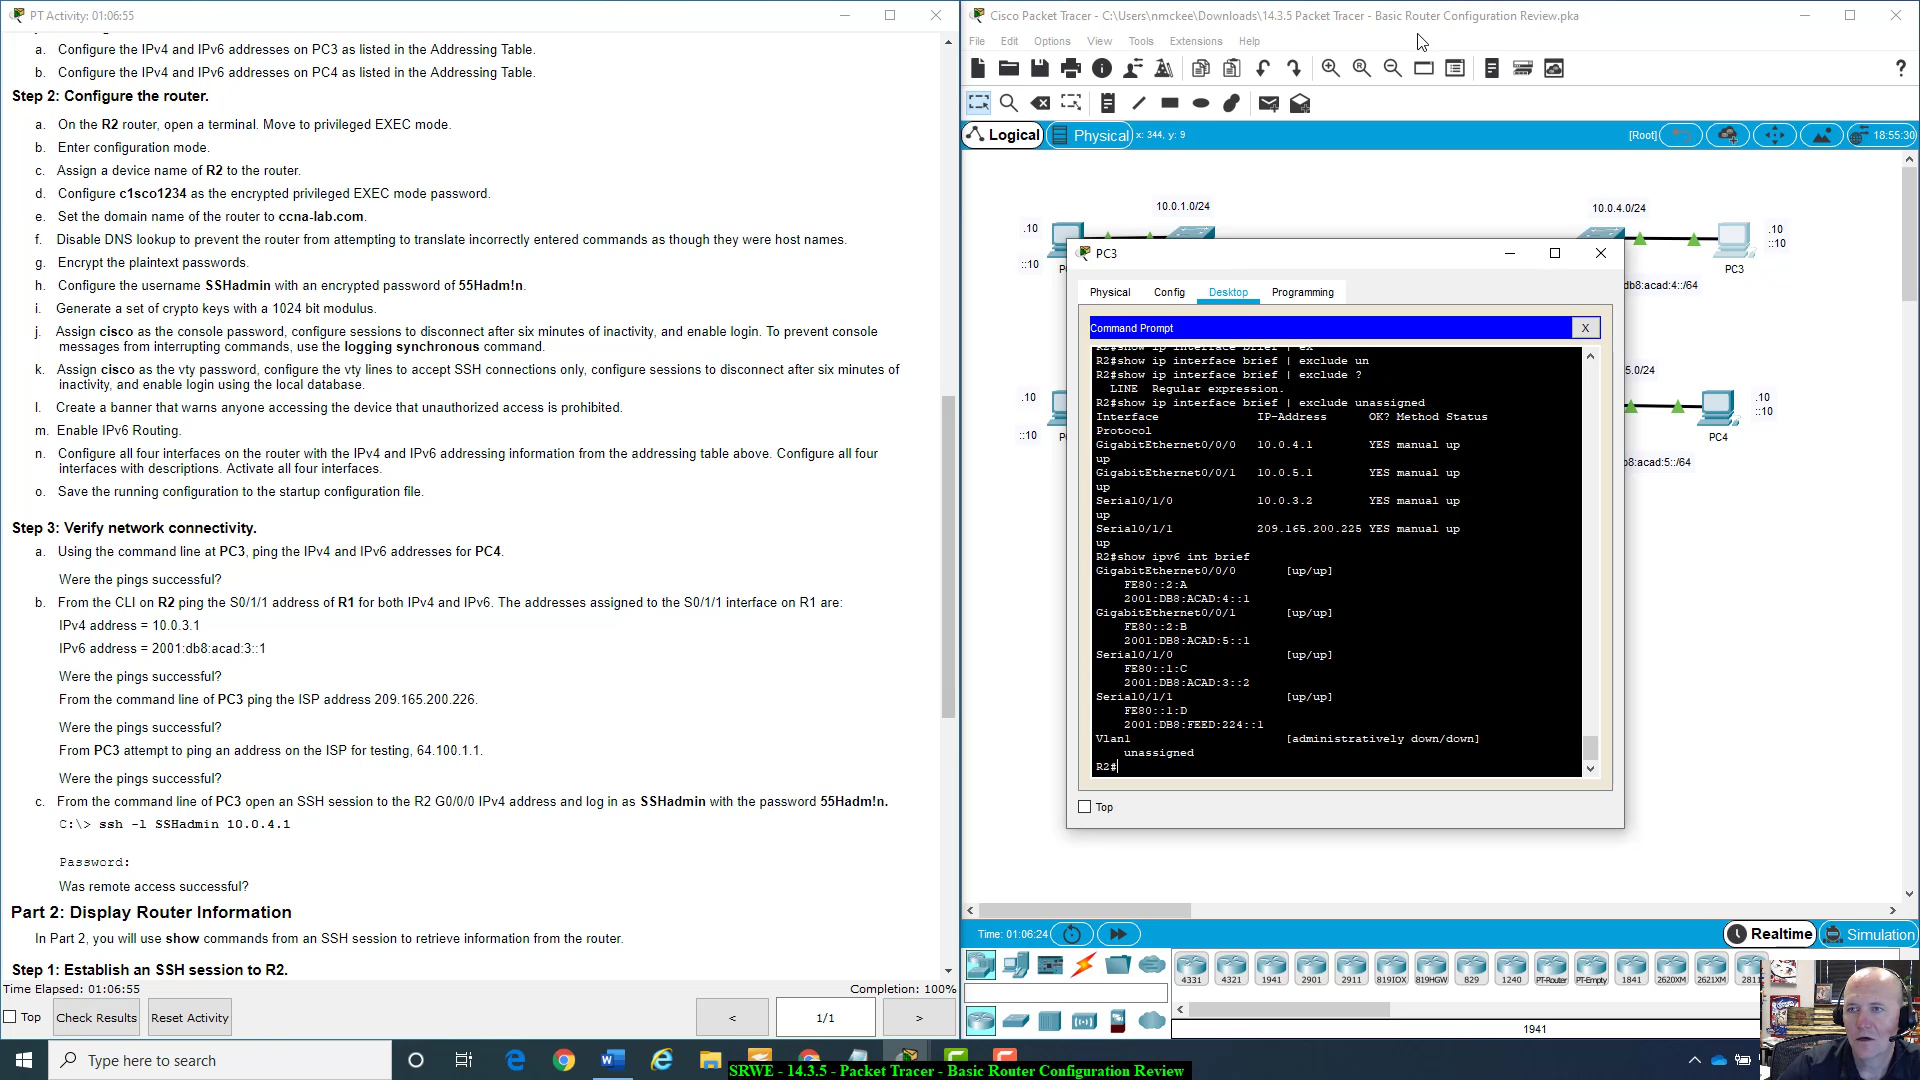 PT Activity: 01:06:55
a. Configure the IPv4 and IPv6 addresses on PC3 as listed in the Addressing Table.
b. Configure the IPv4 and IPv6 addresses on PC4 as listed in the Addressing Table.
Step 2: Configure the router.
a. On the R2 router, open a terminal. Move to privileged EXEC mode.
b. Enter configuration mode.
c. Assign a device name of R2 to the router.
d. Configure c1sco1234 as the encrypted privileged EXEC mode password.
e. Set the domain name of the router to ccna-lab.com.
f. Disable DNS lookup to prevent the router from attempting to translate incorrectly entered commands as though they were host names.
g. Encrypt the plaintext passwords.
h. Configure the username SSHadmin with an encrypted password of 55Hadm!n.
i. Generate a set of crypto keys with a 1024 bit modulus.
j. Assign cisco as the console password, configure sessions to disconnect after six minutes of inactivity, and enable login. To prevent console
messages from interrupting commands, use the logging synchronous command.
k. Assign cisco as the vty password, configure the vty lines to accept SSH connections only, configure sessions to disconnect after six minutes of
inactivity, and enable login using the local database.
l. Create a banner that warns anyone accessing the device that unauthorized access is prohibited.
m. Enable IPv6 Routing.
n. Configure all four interfaces on the router with the IPv4 and IPv6 addressing information from the addressing table above. Configure all four
interfaces with descriptions. Activate all four interfaces.
o. Save the running configuration to the startup configuration file.
Step 3: Verify network connectivity.
a. Using the command line at PC3, ping the IPv4 and IPv6 addresses for PC4.
Were the pings successful?
b. From the CLI on R2 ping the S0/1/1 address of R1 for both IPv4 and IPv6. The addresses assigned to the S0/1/1 interface on R1 are:
IPv4 address = 10.0.3.1
IPv6 address = 2001:db8:acad:3::1
Were the pings successful?
From the command line of PC3 ping the ISP address 209.165.200.226.
Were the pings successful?
From PC3 attempt to ping an address on the ISP for testing, 64.100.1.1.
Were the pings successful?
c. From the command line of PC3 open an SSH session to the R2 G0/0/0 IPv4 address and log in as SSHadmin with the password 55Hadm!n.
C:\> ssh -l SSHadmin 10.0.4.1
Password:
Was remote access successful?
Part 2: Display Router Information
In Part 2, you will use show commands from an SSH session to retrieve information from the router.
Step 1: Establish an SSH session to R2.
Time Elapsed: 01:06:55
Completion: 100%
Top
Check Results
Reset Activity
<
1/1
>
Cisco Packet Tracer - C:\Users\nmckee\Downloads\14.3.5 Packet Tracer - Basic Router Configuration Review.pka
File Edit Options View Tools Extensions Help
?
Logical
Physical
x: 344, y: 9
[Root]
18:55:30
10.0.1.0/24
10.0.4.0/24
.10
::10
.10
::10
PC3
db8:acad:4::/64
5.0/24
.10
::10
.10
::10
PC4
db8:acad:5::/64
PC3
Physical Config Desktop Programming
Command Prompt
X
R2#show ip interface brief | ex
R2#show ip interface brief | exclude un
R2#show ip interface brief | exclude ?
LINE Regular expression.
R2#show ip interface brief | exclude unassigned
Interface IP-Address OK? Method Status
Protocol
GigabitEthernet0/0/0 10.0.4.1 YES manual up
up
GigabitEthernet0/0/1 10.0.5.1 YES manual up
up
Serial0/1/0 10.0.3.2 YES manual up
up
Serial0/1/1 209.165.200.225 YES manual up
up
R2#show ipv6 int brief
GigabitEthernet0/0/0 [up/up]
FE80::2:A
2001:DB8:ACAD:4::1
GigabitEthernet0/0/1 [up/up]
FE80::2:B
2001:DB8:ACAD:5::1
Serial0/1/0 [up/up]
FE80::1:C
2001:DB8:ACAD:3::2
Serial0/1/1 [up/up]
FE80::1:D
2001:DB8:FEED:224::1
Vlan1 [administratively down/down]
unassigned
R2#
Top
Time: 01:06:24
Realtime
Simulation
4331 4321 1941 2901 2911 819IOX 819HGW 829 1240 PT-Router PT-Empty 1841 2620XM 2621XM 2811
1941
Type here to search
SRWE - 14.3.5 - Packet Tracer - Basic Router Configuration Review